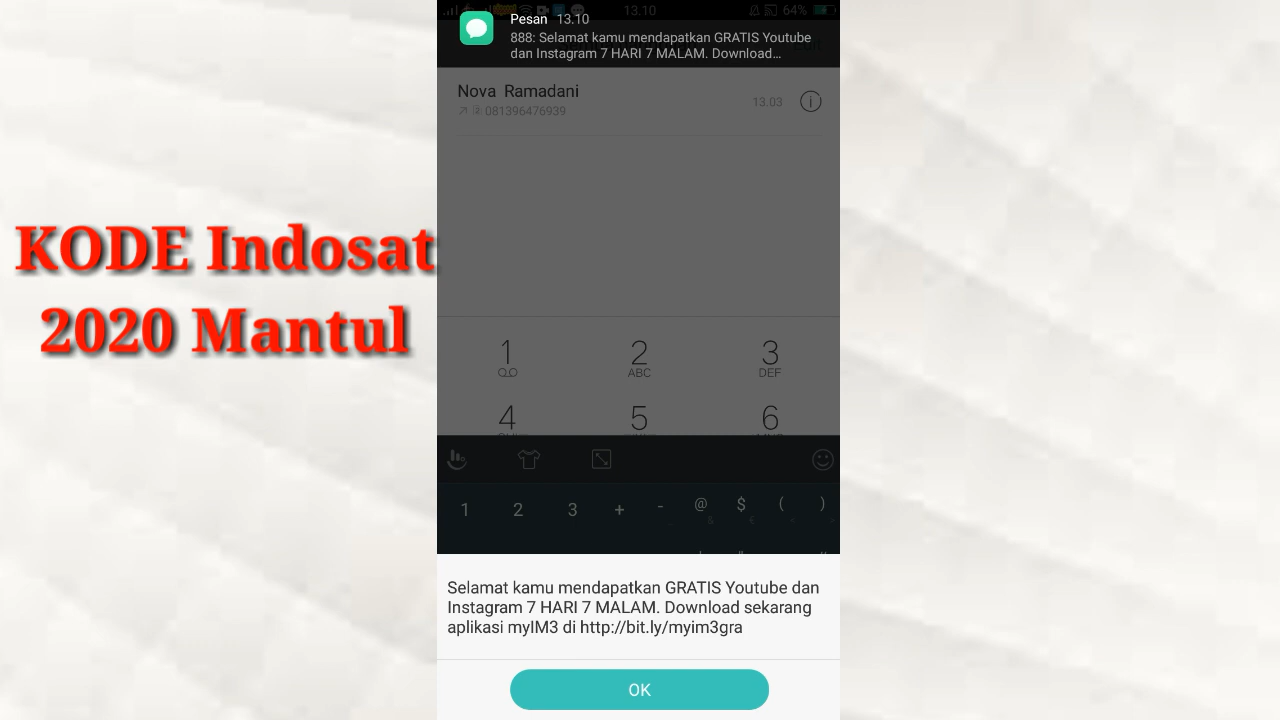 13.10
64%
Pesan 13.10
888: Selamat kamu mendapatkan GRATIS Youtube
dan Instagram 7 HARI 7 MALAM. Download...
Nova Ramadani
13.03
081396476939
KODE Indosat
2020 Mantul
1 2 3
ABC DEF
4 5 6
1 2 3 + - @ $ ( )
Selamat kamu mendapatkan GRATIS Youtube dan
Instagram 7 HARI 7 MALAM. Download sekarang
aplikasi myIM3 di http://bit.ly/myim3gra
OK